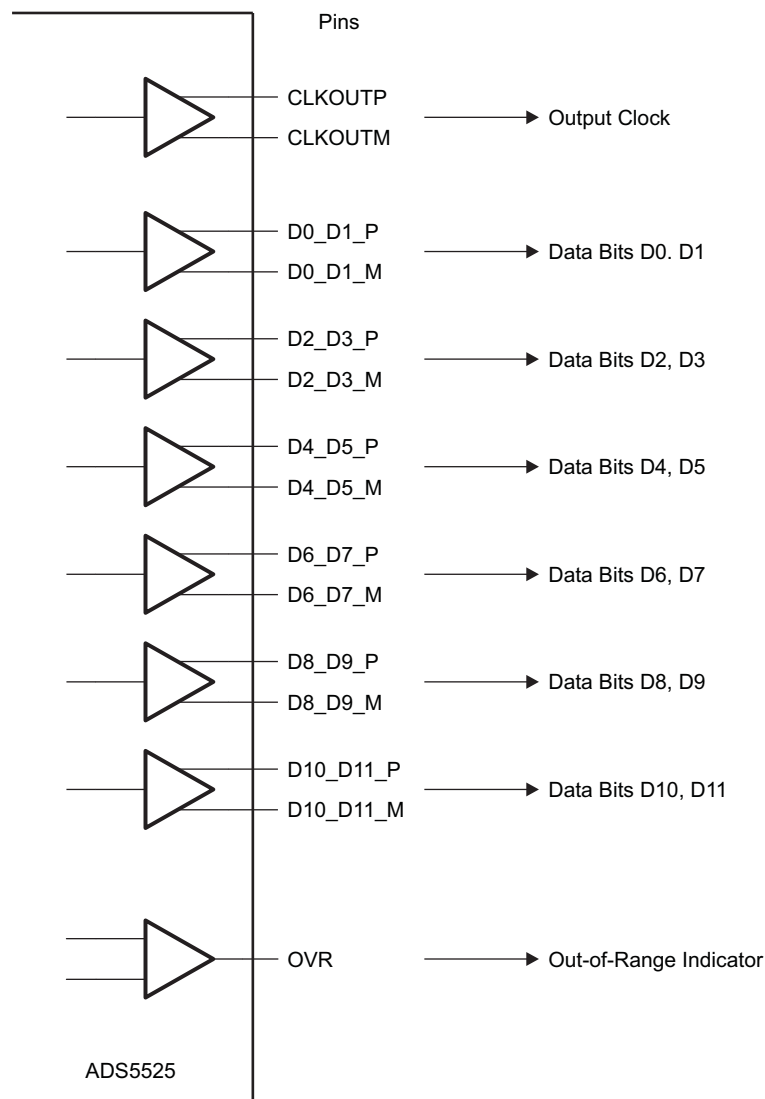 Pins
CLKOUTP
CLKOUTM
Output Clock
D0_D1_P
D0_D1_M
Data Bits D0. D1
D2_D3_P
D2_D3_M
Data Bits D2, D3
D4_D5_P
D4_D5_M
Data Bits D4, D5
D6_D7_P
D6_D7_M
Data Bits D6, D7
D8_D9_P
D8_D9_M
Data Bits D8, D9
D10_D11_P
D10_D11_M
Data Bits D10, D11
OVR
Out-of-Range Indicator
ADS5525